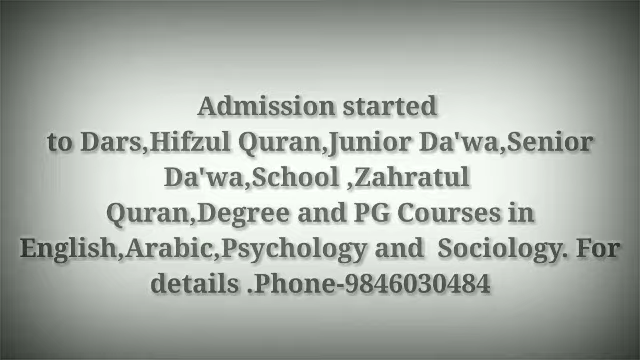 Admission started
to Dars,Hifzul Quran,Junior Da'wa,Senior
Da'wa,School ,Zahratul
Quran,Degree and PG Courses in
English,Arabic,Psychology and  Sociology. For
details .Phone-9846030484